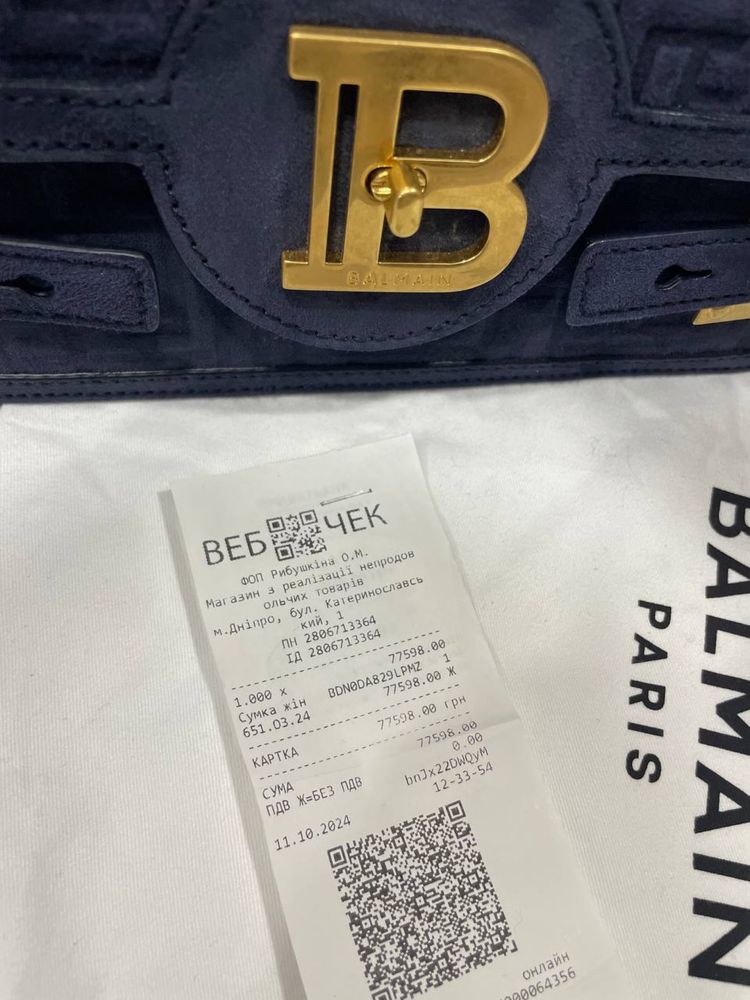 B
BALMAIN
ВЕБ ЧЕК
ФОП Рибушкіна О.М.
Магазин з реалізації непродов
ольчих товарів
м.Дніпро, бул. Катеринославсь
кий, 1
ПН 2806713364
ІД 2806713364
1.000 x 77598.00
Сумка жін BDN0DA829LPMZ 1
651.03.24 77598.00 Ж
КАРТКА 77598.00 грн
СУМА 77598.00
ПДВ Ж=БЕЗ ПДВ 0.00
bnJx22DWQyM
11.10.2024 12-33-54
онлайн
000064356
BALMAIN
PARIS